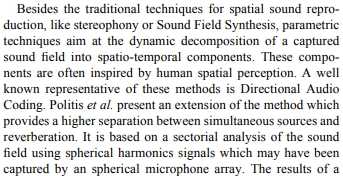 Besides the traditional techniques for spatial sound repro-
duction, like stereophony or Sound Field Synthesis, parametric
techniques aim at the dynamic decomposition of a captured
sound field into spatio-temporal components. These compo-
nents are often inspired by human spatial perception. A well
known representative of these methods is Directional Audio
Coding. Politis et al. present an extension of the method which
provides a higher separation between simultaneous sources and
reverberation. It is based on a sectorial analysis of the sound
field using spherical harmonics signals which may have been
captured by an spherical microphone array. The results of a